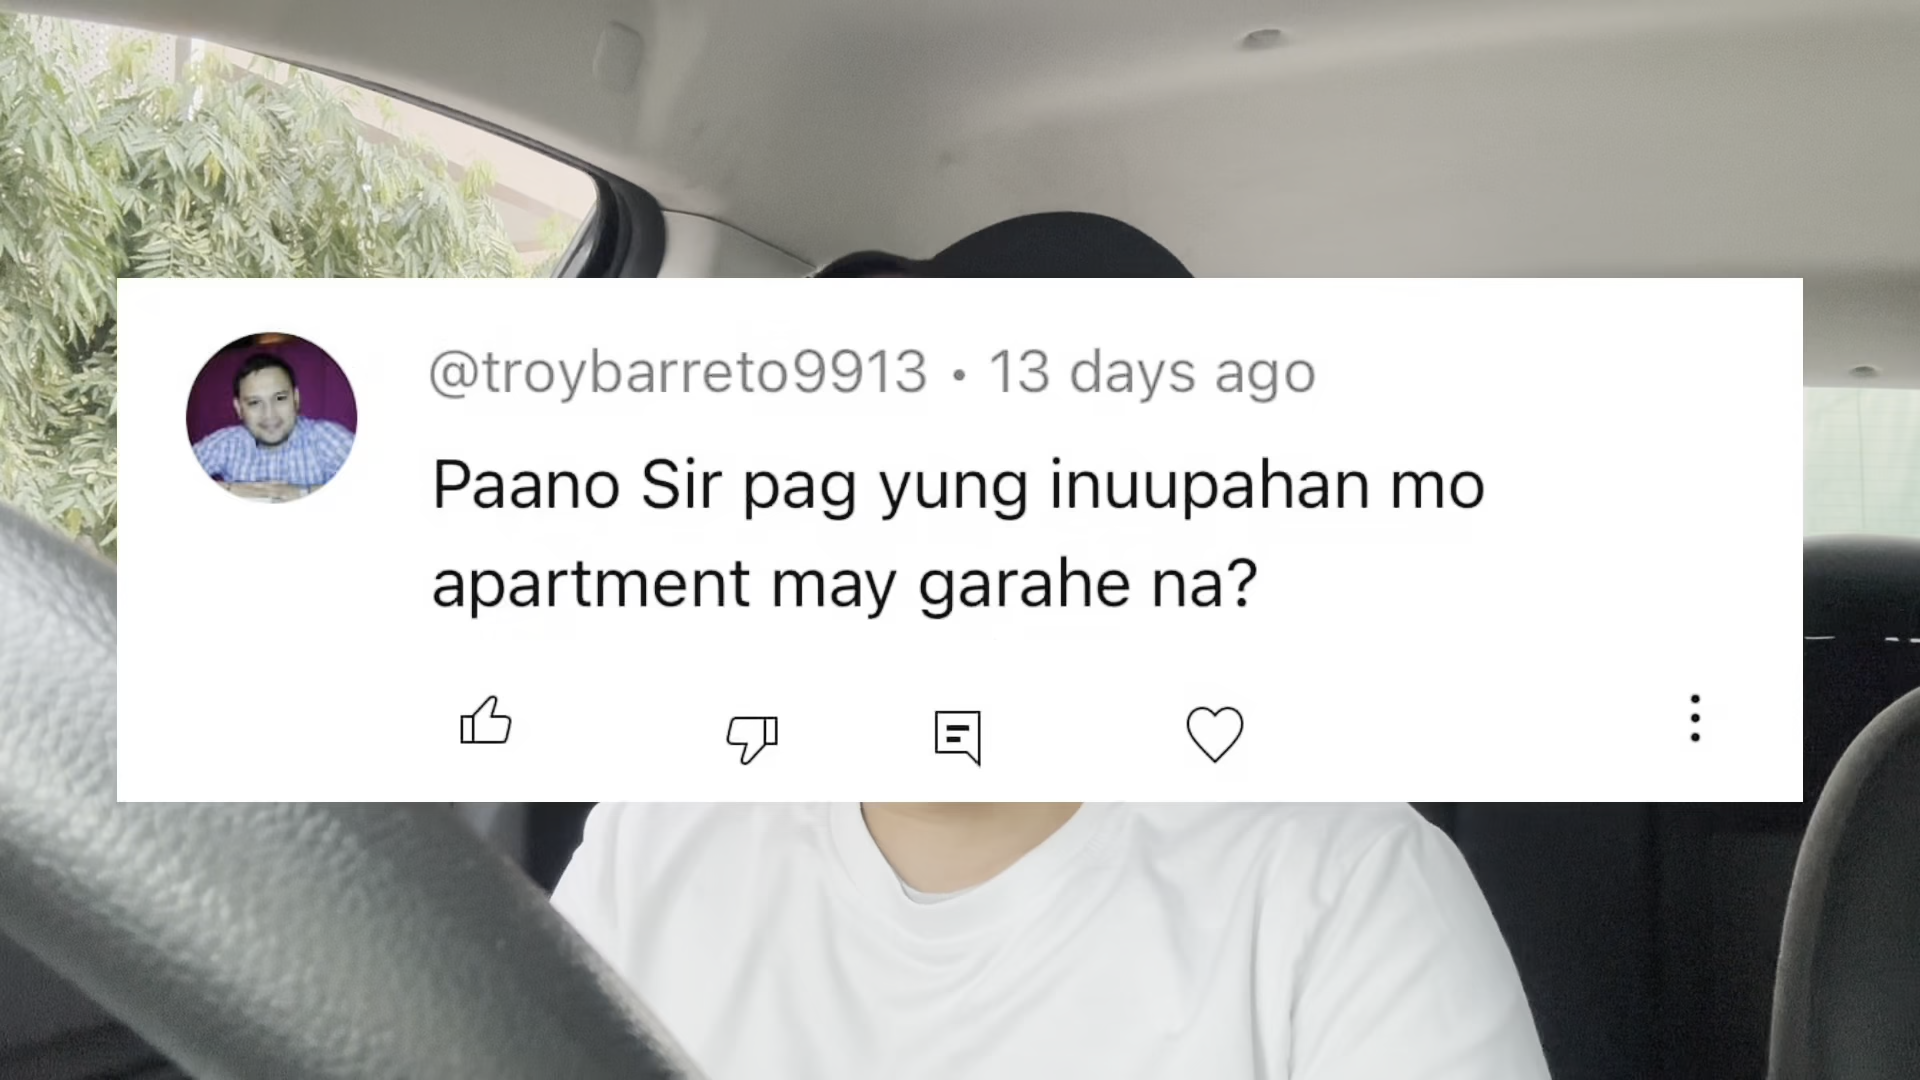 @troybarreto9913 • 13 days ago
Paano Sir pag yung inuupahan mo
apartment may garahe na?